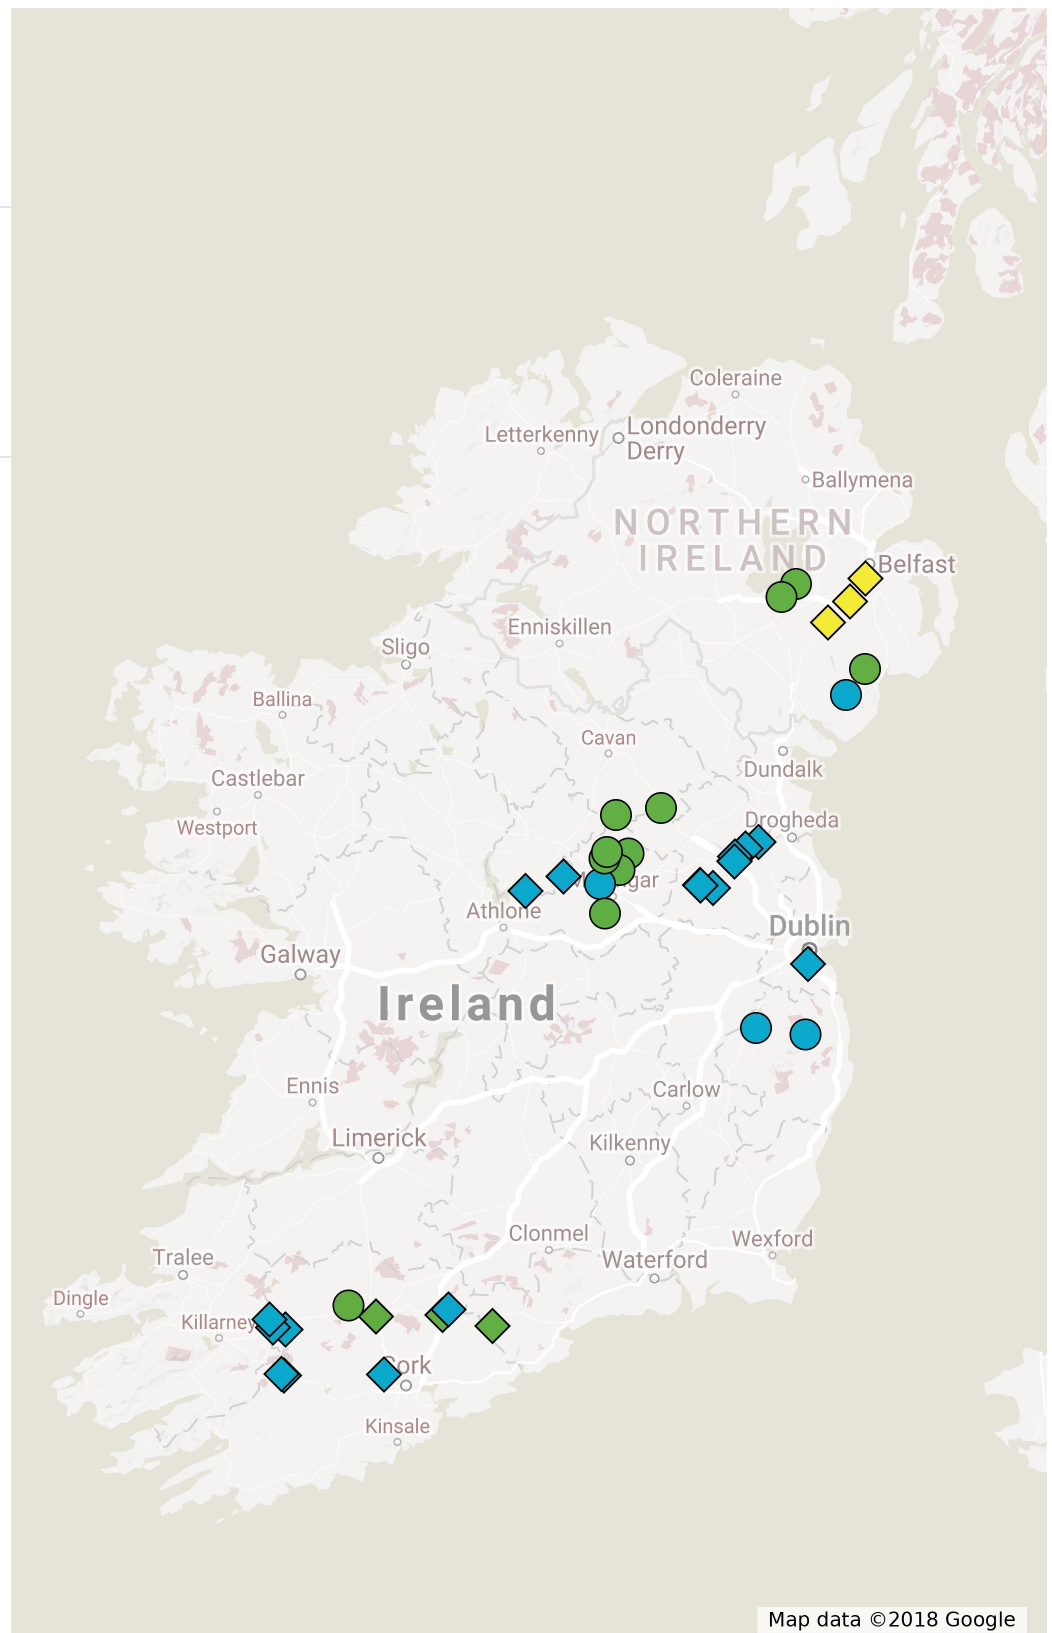 Coleraine
Londonderry
Derry
Letterkenny
Ballymena
NORTHERN
IRELAND
Belfast
Enniskillen
Sligo
Ballina
Cavan
Dundalk
Castlebar
Westport
Drogheda
Athlone
Dublin
Galway
Ireland
Ennis
Carlow
Limerick
Kilkenny
Clonmel
Wexford
Tralee
Waterford
Dingle
Killarney
Kinsale
Map data ©2018 Google